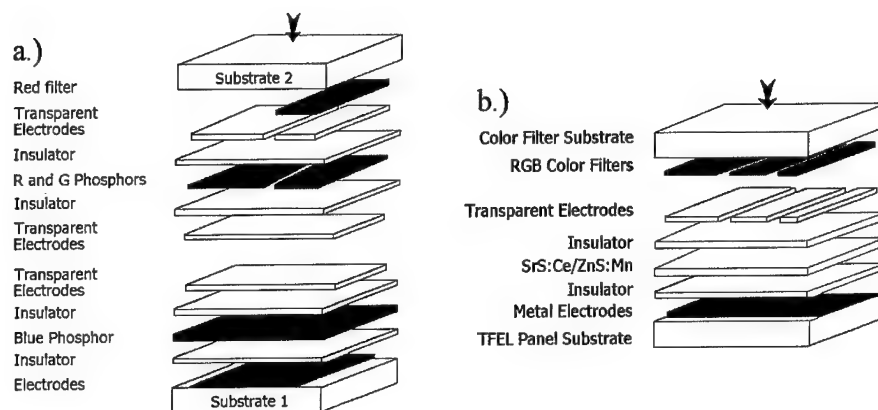 a.)
Substrate 2
Red filter
Transparent
Electrodes
Insulator
R and G Phosphors
Insulator
Transparent
Electrodes
Transparent
Electrodes
Insulator
Blue Phosphor
Insulator
Electrodes
Substrate 1
b.)
Color Filter Substrate
RGB Color Filters
Transparent Electrodes
Insulator
SrS:Ce/ZnS:Mn
Insulator
Metal Electrodes
TFEL Panel Substrate